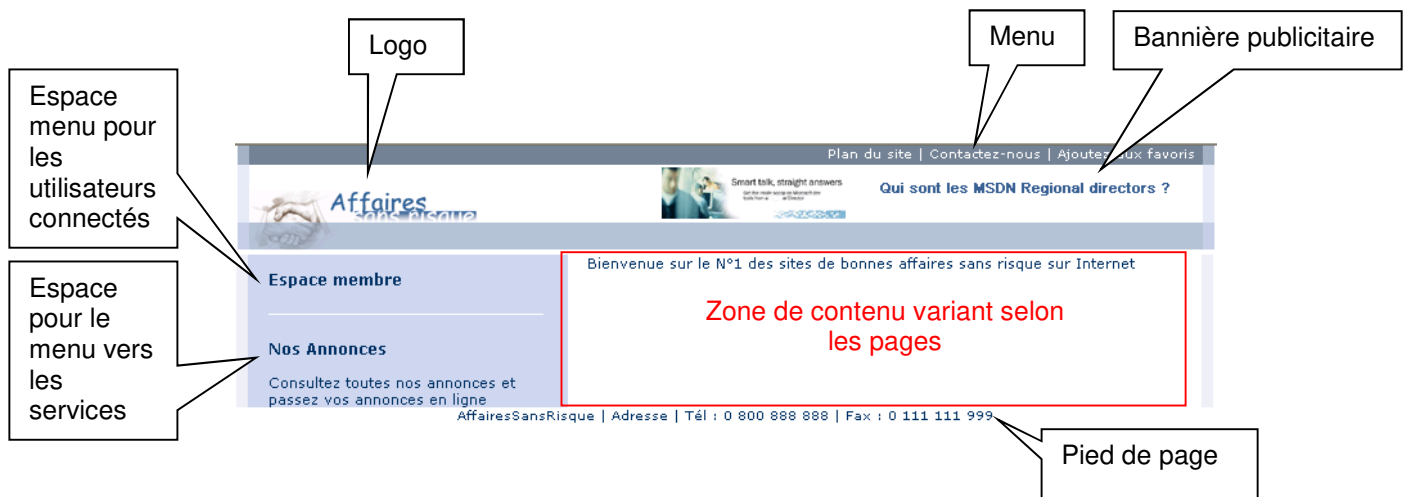 Logo
Menu
Bannière publicitaire
Espace
menu pour
les
utilisateurs
connectés
Plan du site | Contactez-nous | Ajoutez aux favoris
Affaires
sans risque
Smart talk, straight answers
Qui sont les MSDN Regional directors ?
Espace membre
Bienvenue sur le N°1 des sites de bonnes affaires sans risque sur Internet
Zone de contenu variant selon
les pages
Espace
pour le
menu vers
les
services
Nos Annonces
Consultez toutes nos annonces et
passez vos annonces en ligne
AffairesSansRisque | Adresse | Tél : 0 800 888 888 | Fax : 0 111 111 999
Pied de page